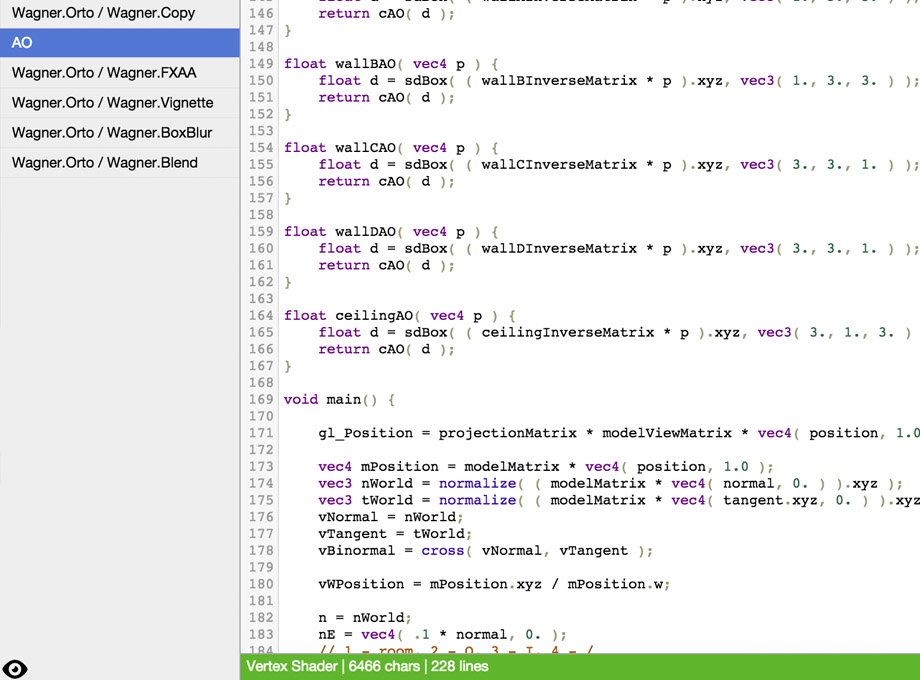 Wagner.Orto / Wagner.Copy
AO
Wagner.Orto / Wagner.FXAA
Wagner.Orto / Wagner.Vignette
Wagner.Orto / Wagner.BoxBlur
Wagner.Orto / Wagner.Blend
146     return cAO( d );
147 }
148
149 float wallBAO( vec4 p ) {
150     float d = sdBox( ( wallBInverseMatrix * p ).xyz, vec3( 1., 3., 3. ) );
151     return cAO( d );
152 }
153
154 float wallCAO( vec4 p ) {
155     float d = sdBox( ( wallCInverseMatrix * p ).xyz, vec3( 3., 3., 1. ) );
156     return cAO( d );
157 }
158
159 float wallDAO( vec4 p ) {
160     float d = sdBox( ( wallDInverseMatrix * p ).xyz, vec3( 3., 3., 1. ) );
161     return cAO( d );
162 }
163
164 float ceilingAO( vec4 p ) {
165     float d = sdBox( ( ceilingInverseMatrix * p ).xyz, vec3( 3., 1., 3. )
166     return cAO( d );
167 }
168
169 void main() {
170
171     gl_Position = projectionMatrix * modelViewMatrix * vec4( position, 1.0
172
173     vec4 mPosition = modelMatrix * vec4( position, 1.0 );
174     vec3 nWorld = normalize( ( modelMatrix * vec4( normal, 0. ) ).xyz );
175     vec3 tWorld = normalize( ( modelMatrix * vec4( tangent.xyz, 0. ) ).xyz
176     vNormal = nWorld;
177     vTangent = tWorld;
178     vBinormal = cross( vNormal, vTangent );
179
180     vWPosition = mPosition.xyz / mPosition.w;
181
182     n = nWorld;
183     nE = vec4( .1 * normal, 0. );
184     // 1 - room, 2 - O, 3 - I, 4 - /
Vertex Shader | 6466 chars | 228 lines